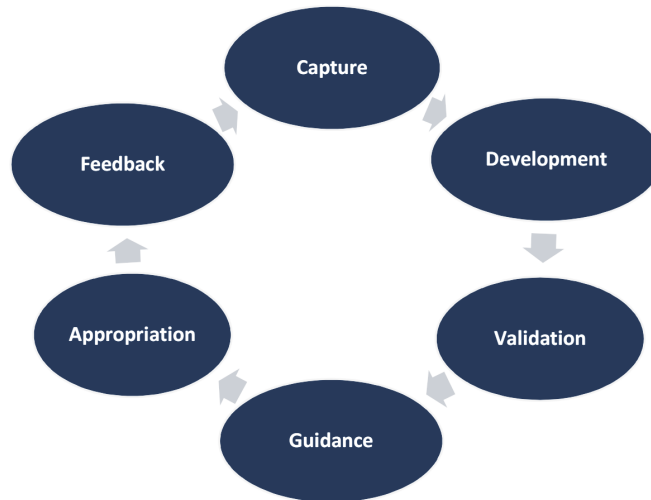 Capture
Development
Validation
Guidance
Appropriation
Feedback